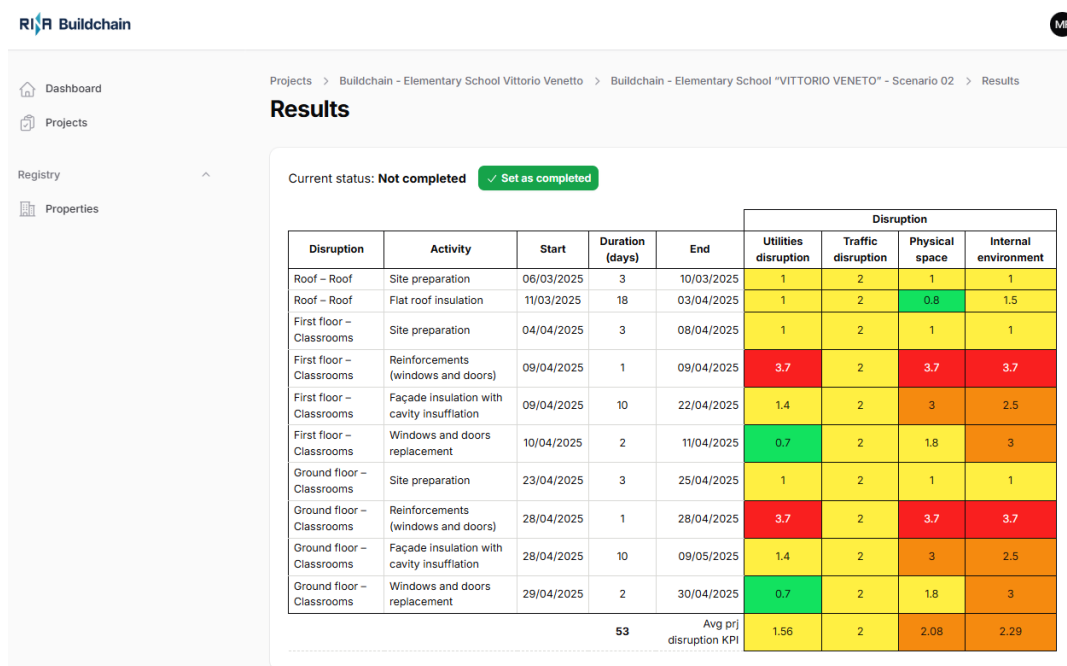 RINA Buildchain
Dashboard
Projects
Registry
Properties
Projects > Buildchain - Elementary School Vittorio Venetto > Buildchain - Elementary School “VITTORIO VENETO” - Scenario 02 > Results
Results
Current status: Not completed ✓ Set as completed
Disruption
Disruption Activity Start Duration (days) End Utilities disruption Traffic disruption Physical space Internal environment
Roof – Roof Site preparation 06/03/2025 3 10/03/2025 1 2 1 1
Roof – Roof Flat roof insulation 11/03/2025 18 03/04/2025 1 2 0.8 1.5
First floor – Classrooms Site preparation 04/04/2025 3 08/04/2025 1 2 1 1
First floor – Classrooms Reinforcements (windows and doors) 09/04/2025 1 09/04/2025 3.7 2 3.7 3.7
First floor – Classrooms Façade insulation with cavity insufflation 09/04/2025 10 22/04/2025 1.4 2 3 2.5
First floor – Classrooms Windows and doors replacement 10/04/2025 2 11/04/2025 0.7 2 1.8 3
Ground floor – Classrooms Site preparation 23/04/2025 3 25/04/2025 1 2 1 1
Ground floor – Classrooms Reinforcements (windows and doors) 28/04/2025 1 28/04/2025 3.7 2 3.7 3.7
Ground floor – Classrooms Façade insulation with cavity insufflation 28/04/2025 10 09/05/2025 1.4 2 3 2.5
Ground floor – Classrooms Windows and doors replacement 29/04/2025 2 30/04/2025 0.7 2 1.8 3
53 Avg prj disruption KPI 1.56 2 2.08 2.29